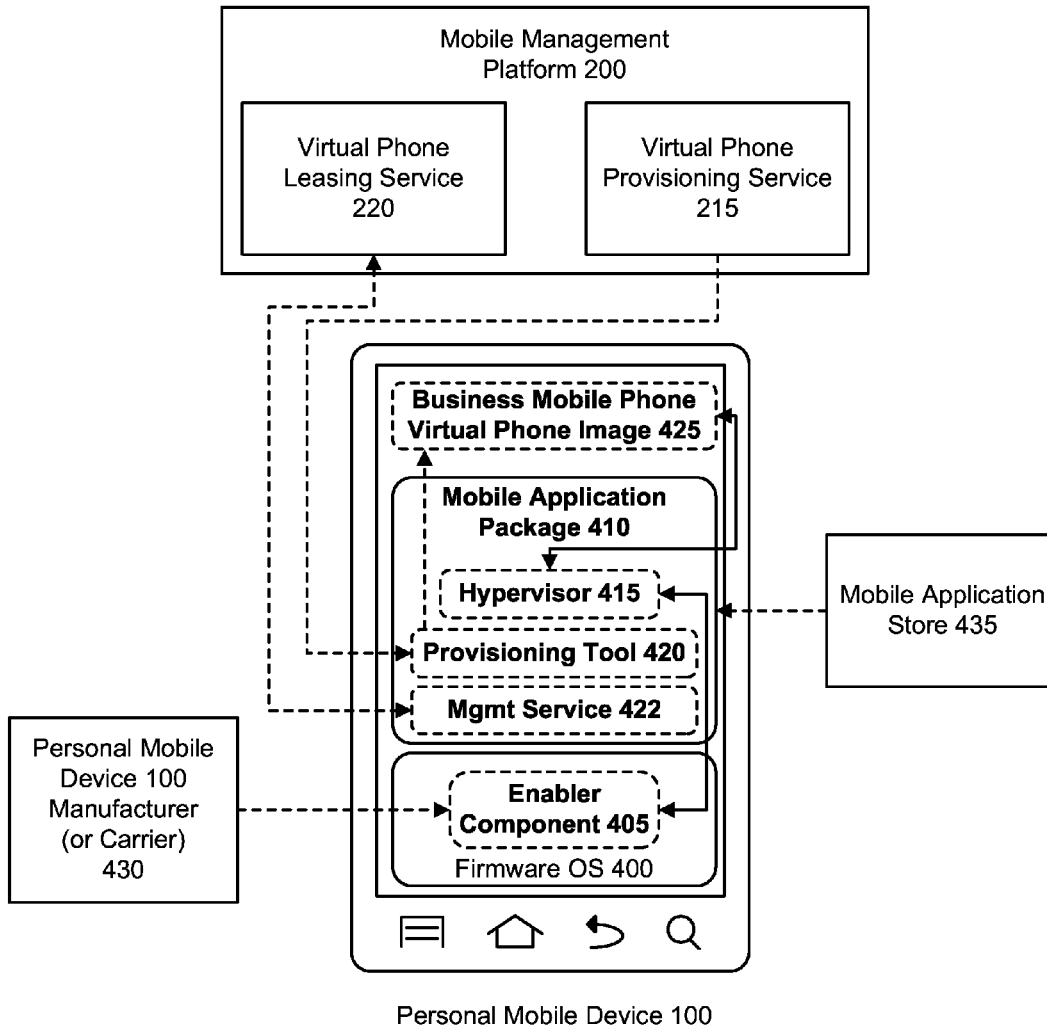 Mobile Management
Platform 200
Virtual Phone
Leasing Service
220
Virtual Phone
Provisioning Service
215
Business Mobile Phone
Virtual Phone Image 425
Mobile Application
Package 410
Hypervisor 415
Provisioning Tool 420
Mgmt Service 422
Mobile Application
Store 435
Personal Mobile
Device 100
Manufacturer
(or Carrier)
430
Enabler
Component 405
Firmware OS 400
Personal Mobile Device 100